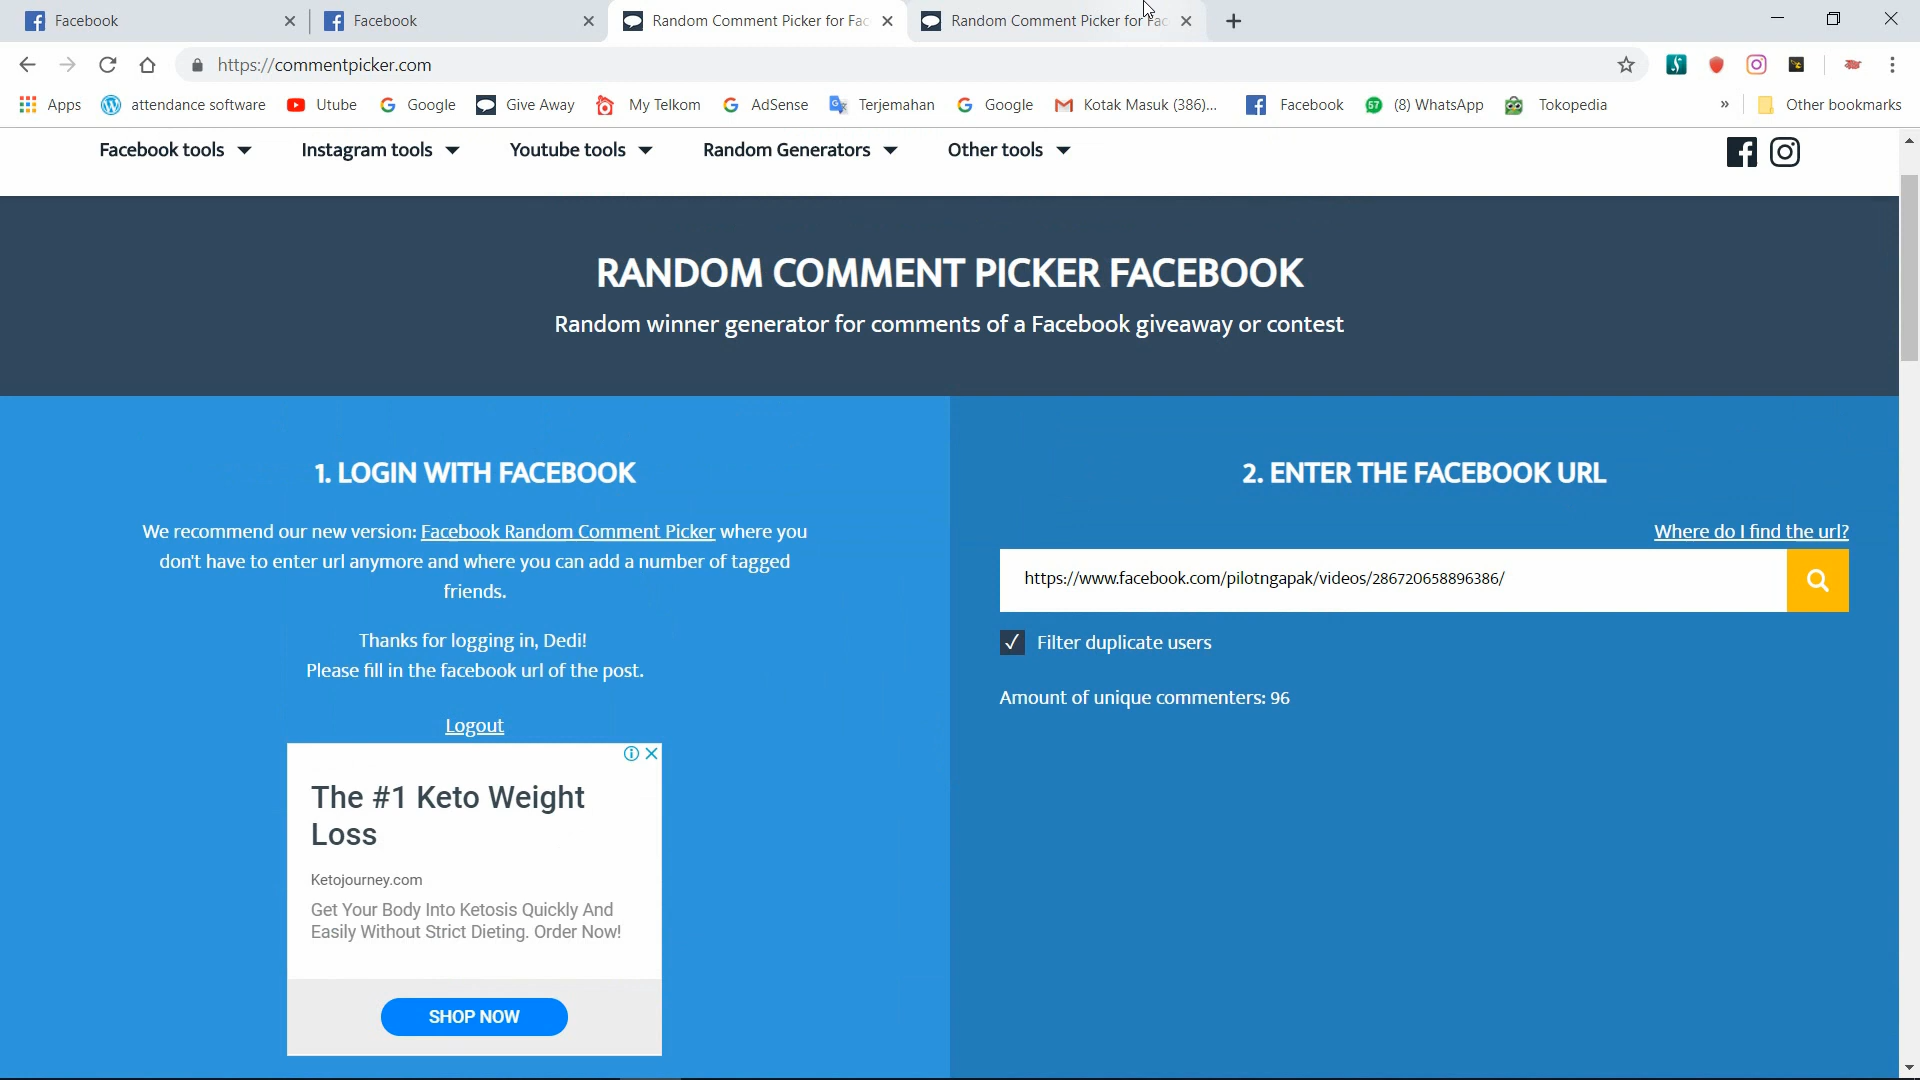 Facebook
Facebook
Random Comment Picker for Fac
Random Comment Picker for Fac
https://commentpicker.com
Apps
attendance software
Utube
Google
Give Away
My Telkom
AdSense
Terjemahan
Google
Kotak Masuk (386)...
Facebook
57
(8) WhatsApp
Tokopedia
»
Other bookmarks
Facebook tools
Instagram tools
Youtube tools
Random Generators
Other tools
RANDOM COMMENT PICKER FACEBOOK
Random winner generator for comments of a Facebook giveaway or contest
1. LOGIN WITH FACEBOOK
We recommend our new version: Facebook Random Comment Picker where you
don't have to enter url anymore and where you can add a number of tagged
friends.
Thanks for logging in, Dedi!
Please fill in the facebook url of the post.
Logout
The #1 Keto Weight
Loss
Ketojourney.com
Get Your Body Into Ketosis Quickly And
Easily Without Strict Dieting. Order Now!
SHOP NOW
2. ENTER THE FACEBOOK URL
Where do I find the url?
https://www.facebook.com/pilotngapak/videos/286720658896386/
Filter duplicate users
Amount of unique commenters: 96